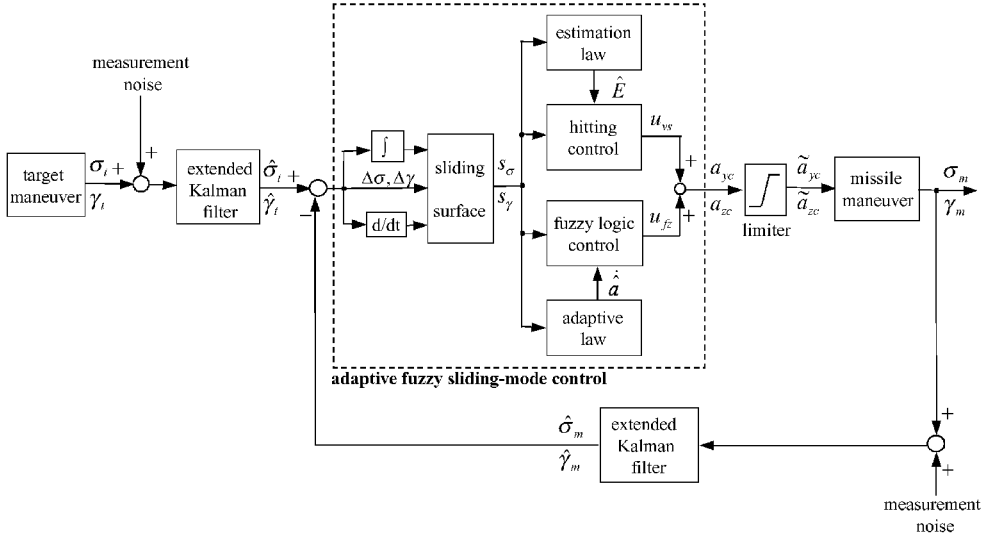 measurement
noise
target
maneuver
σ_t +
γ_t
+
extended
Kalman
filter
σ̂_t +
γ̂_t
−
∫
Δσ, Δγ
d/dt
sliding
surface
s_σ
s_γ
estimation
law
Ê
hitting
control
u_vs
+
fuzzy logic
control
u_fz
+
â̇
adaptive
law
a_yc
a_zc
limiter
ã_yc
ã_zc
missile
maneuver
σ_m
γ_m
adaptive fuzzy sliding-mode control
σ̂_m
γ̂_m
extended
Kalman
filter
+
+
measurement
noise